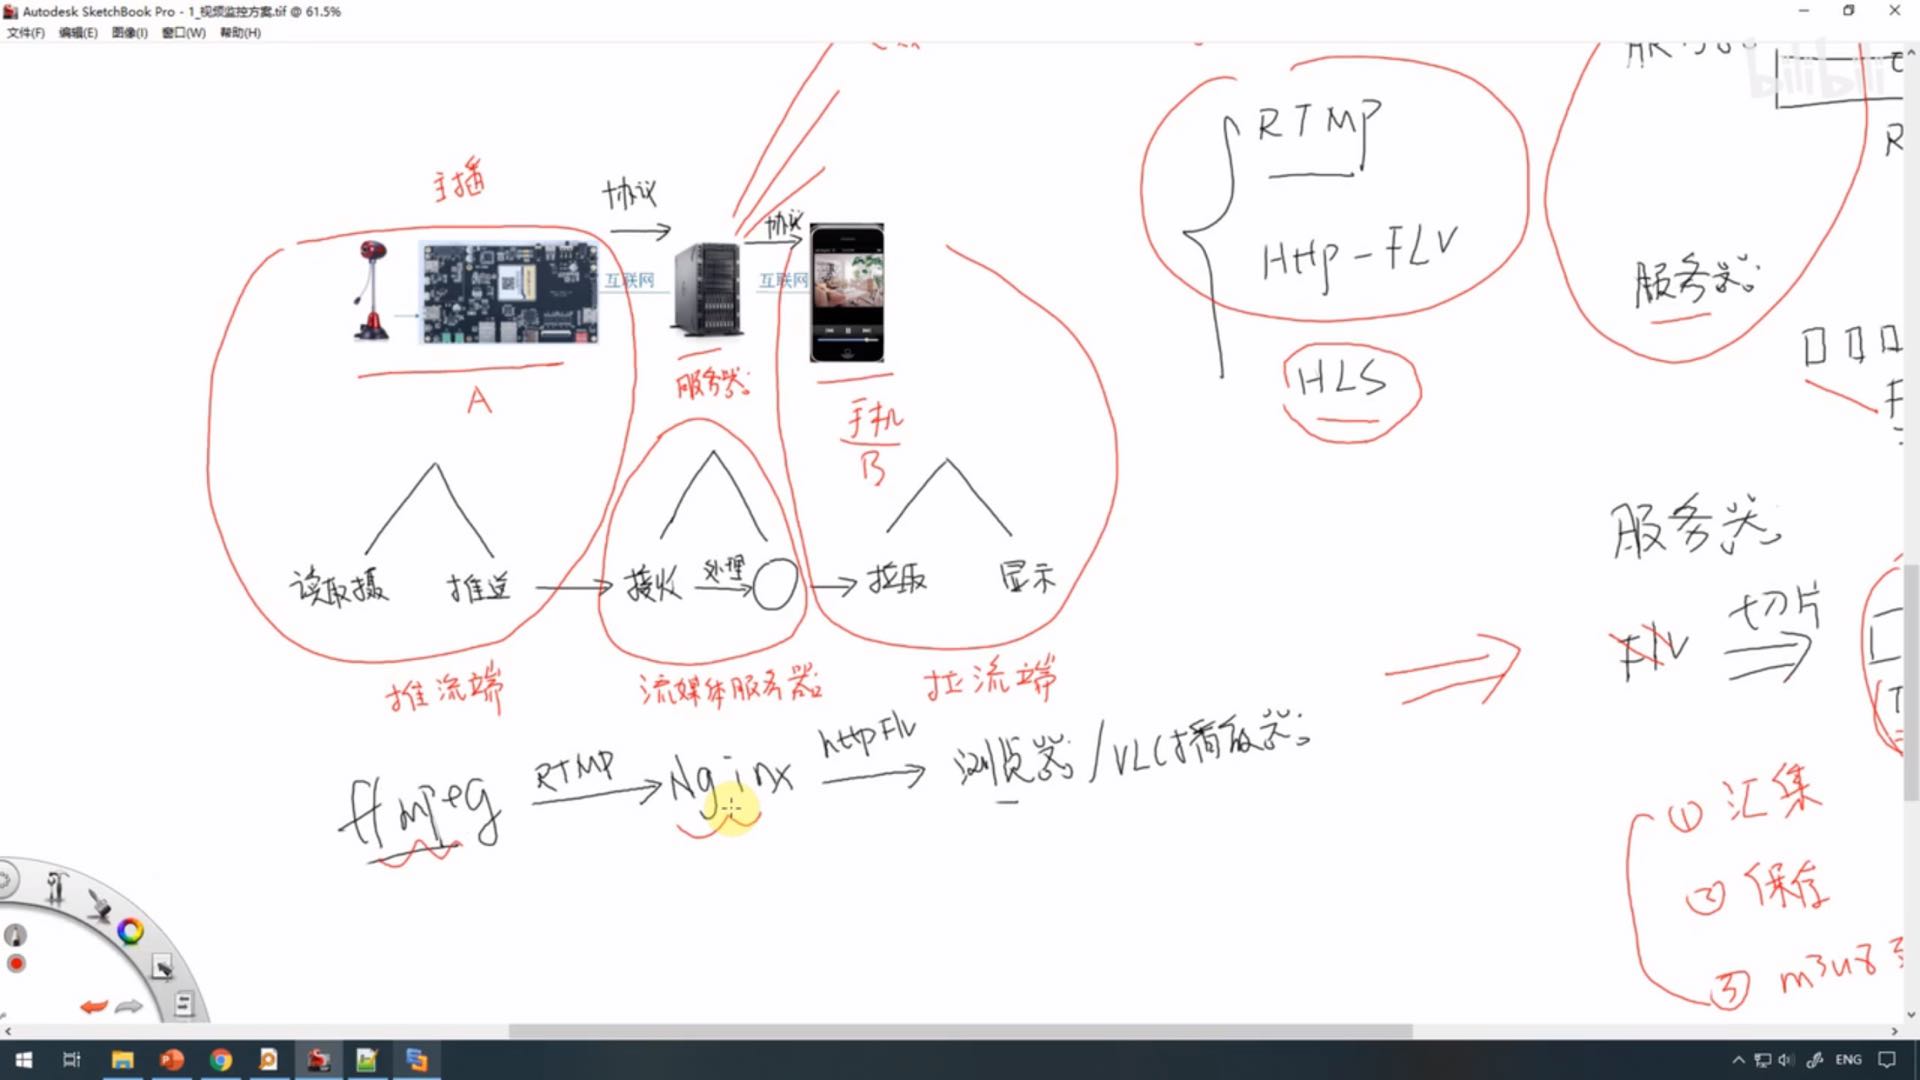 Autodesk SketchBook Pro - 1_视频监控方案.tif @ 61.5%
文件(F) 编辑(E) 图像(I) 窗口(W) 帮助(H)
bilibili
R
主播
协议
协议
互联网
互联网
A
服务器
手机
B
读取摄
推送
接收
处理
拉取
显示
推流端
流媒体服务器
拉流端
ffmpeg
RTMP
Nginx
httpFlv
浏览器/VLC播放器
RTMP
Http-FLV
HLS
服务器
服务器
Flv
切片
① 汇集
② 保存
③ m3u8
ENG